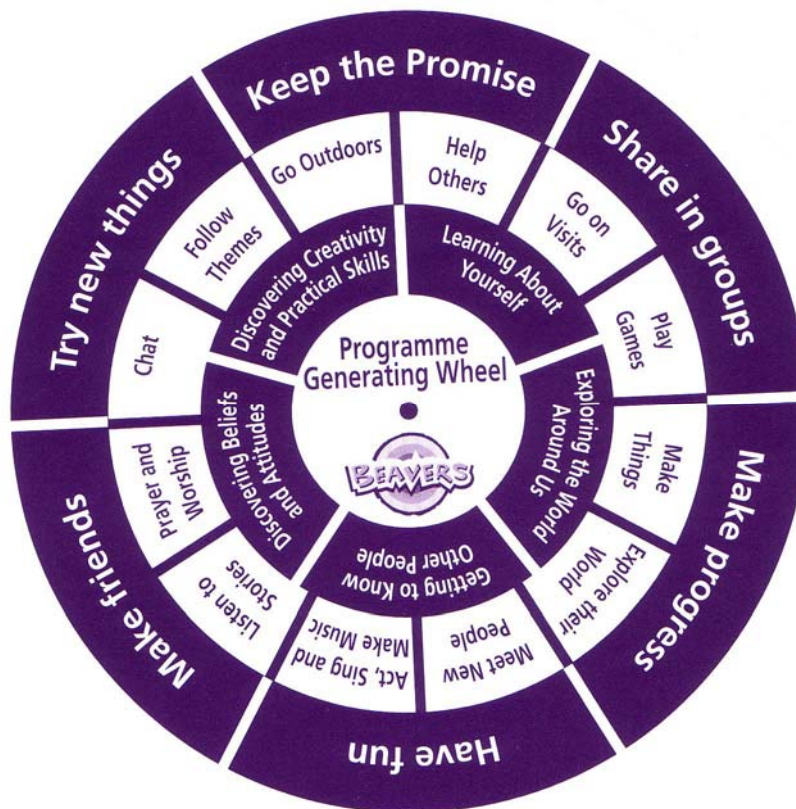 Keep the Promise
Share in groups
Make progress
Have fun
Make friends
Try new things
Go Outdoors
Help
Others
Go on
Visits
Play
Games
Make
Things
Explore their
World
Meet New
People
Act, Sing and
Make Music
Listen to
Stories
Prayer and
Worship
Chat
Follow
Themes
Discovering Creativity
and Practical Skills
Learning About
Yourself
Exploring the World
Around Us
Getting to Know
Other People
Discovering Beliefs
and Attitudes
Programme
Generating Wheel
BEAVERS